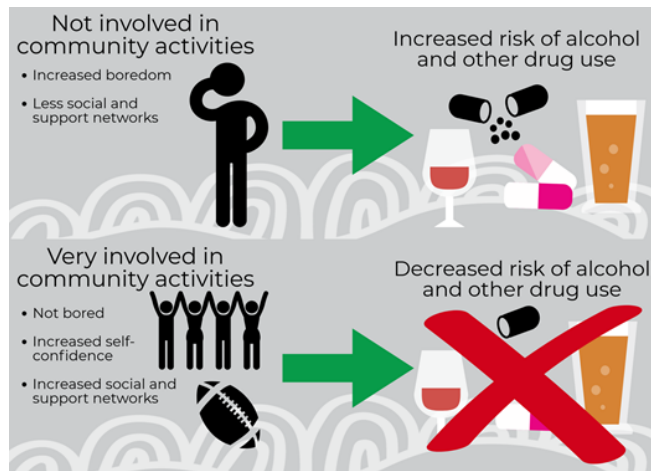 Not involved in
community activities
• Increased boredom
• Less social and
support networks
Increased risk of alcohol
and other drug use
Very involved in
community activities
• Not bored
• Increased self-
confidence
• Increased social and
support networks
Decreased risk of alcohol
and other drug use